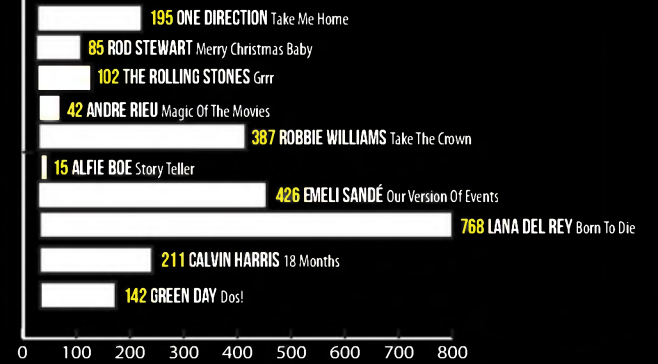 195 ONE DIRECTION Take Me Home
85 ROD STEWART Merry Christmas Baby
102 THE ROLLING STONES Grrr
42 ANDRE RIEU Magic Of The Movies
387 ROBBIE WILLIAMS Take The Crown
15 ALFIE BOE Story Teller
426 EMELI SANDÉ Our Version Of Events
768 LANA DEL REY Born To Die
211 CALVIN HARRIS 18 Months
142 GREEN DAY Dos!
0 100 200 300 400 500 600 700 800